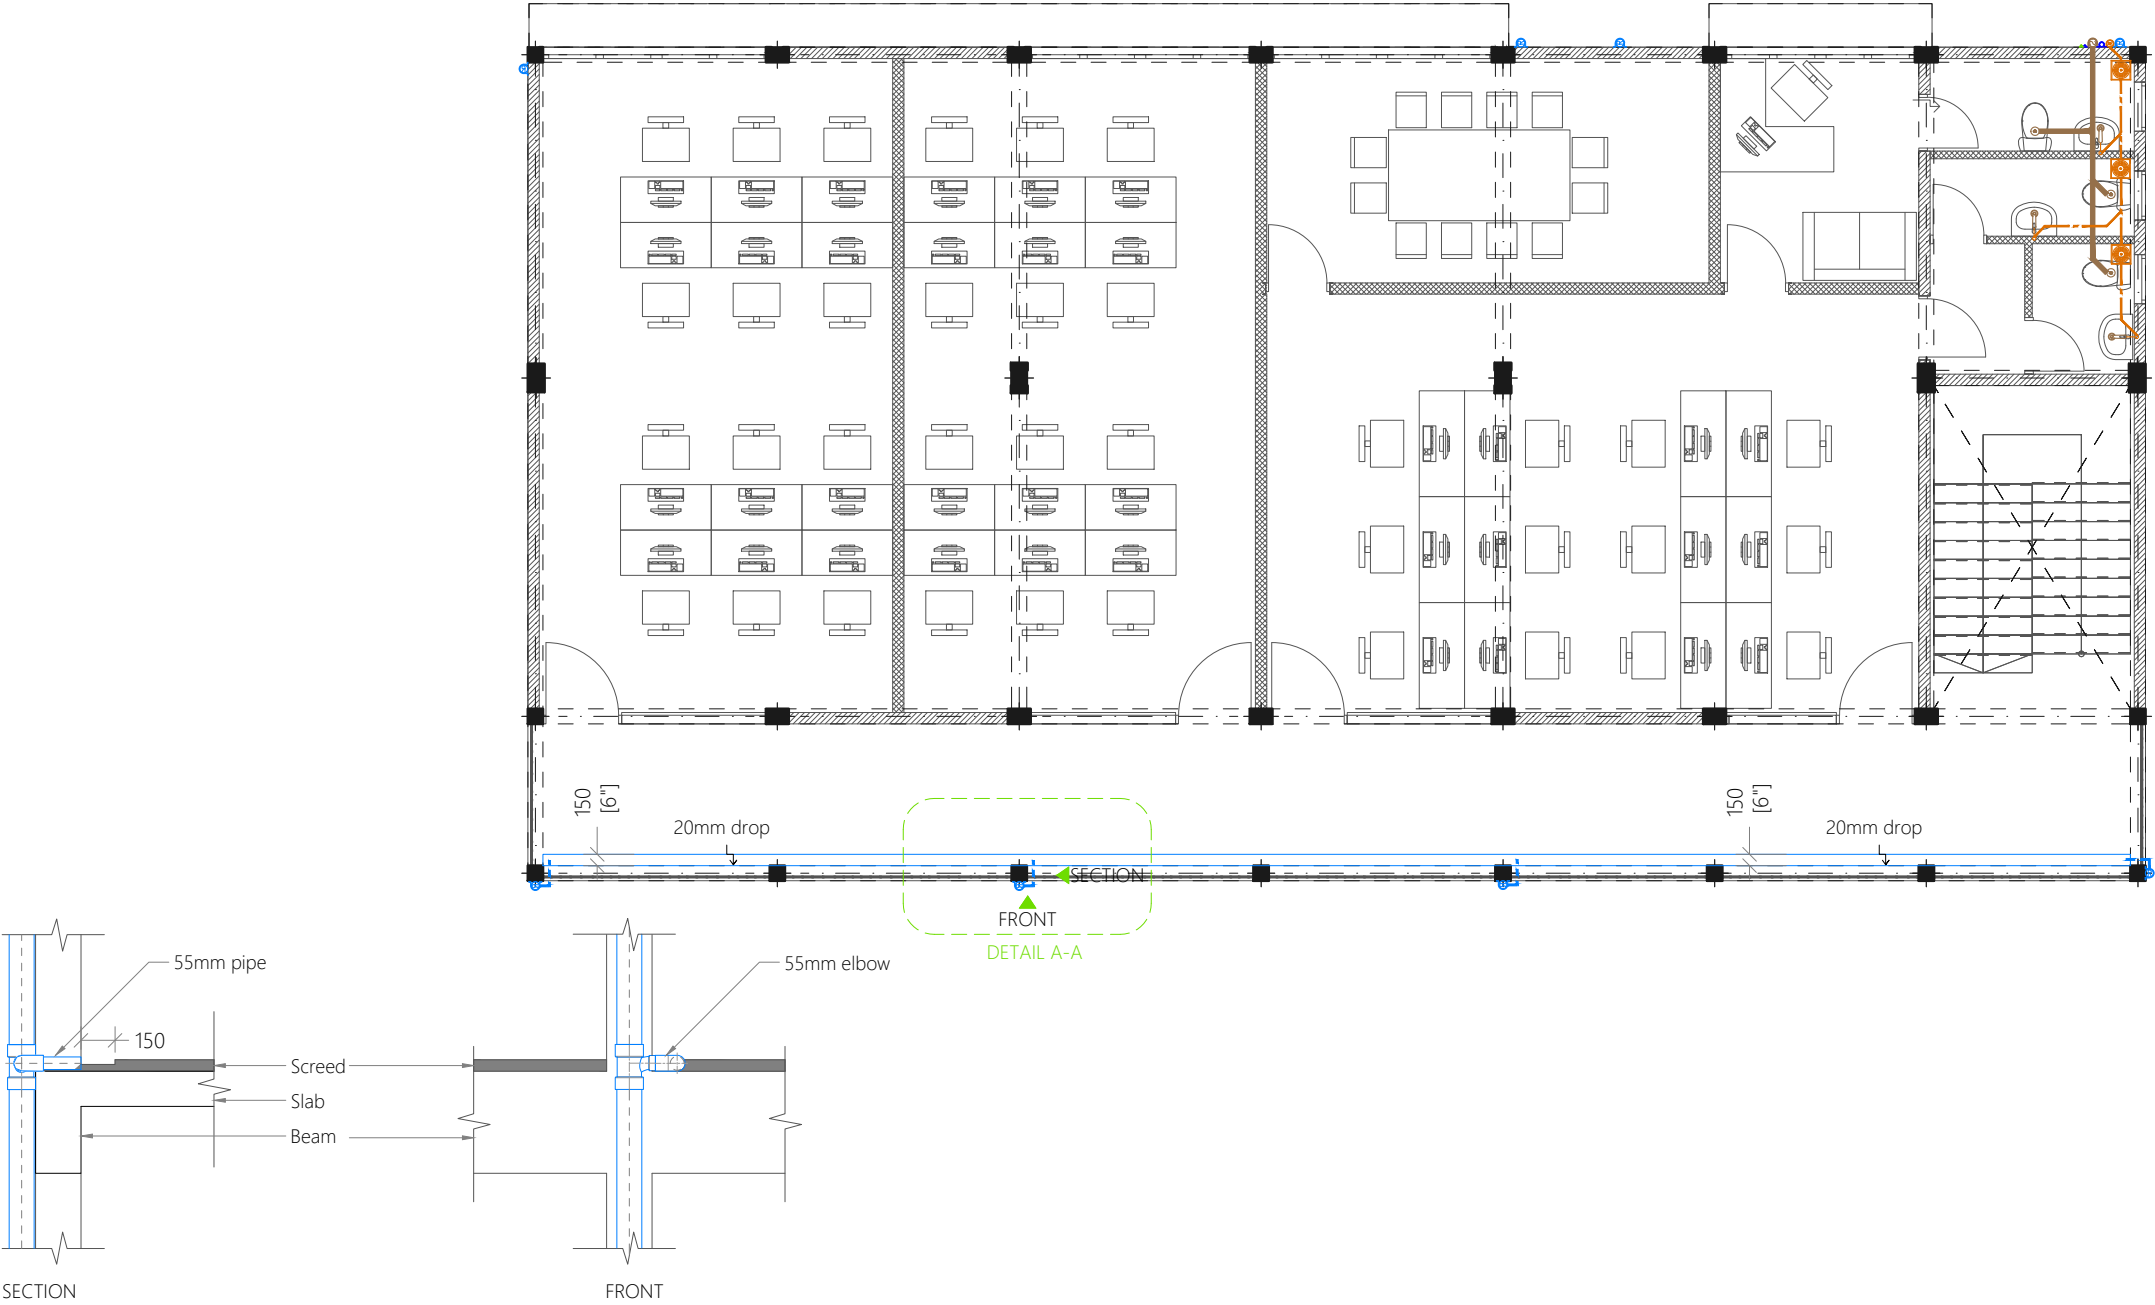 150
[6"]
20mm drop
150
[6"]
20mm drop
SECTION
FRONT
DETAIL A-A
55mm pipe
150
Screed
Slab
Beam
SECTION
55mm elbow
FRONT